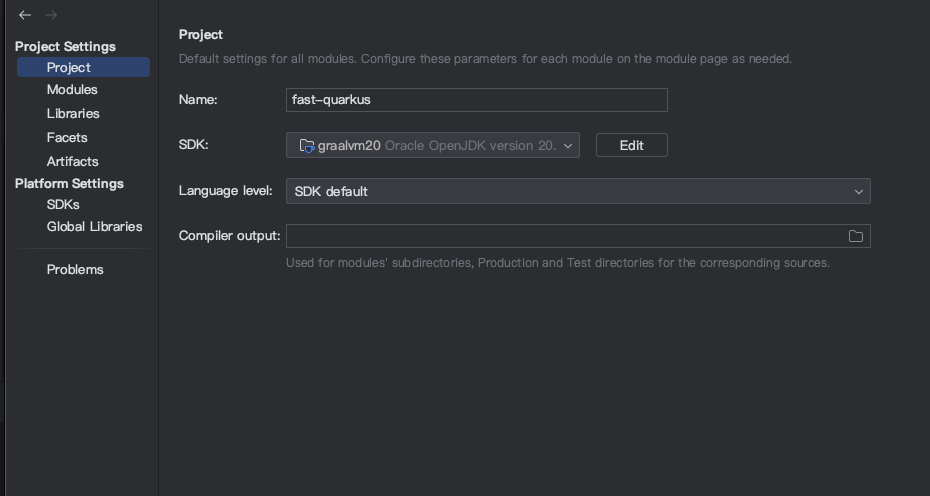 Project Settings
Project
Modules
Libraries
Facets
Artifacts
Platform Settings
SDKs
Global Libraries
Problems
Project
Default settings for all modules. Configure these parameters for each module on the module page as needed.
Name: fast-quarkus
SDK: graalvm20 Oracle OpenJDK version 20. Edit
Language level: SDK default
Compiler output:
Used for modules' subdirectories, Production and Test directories for the corresponding sources.